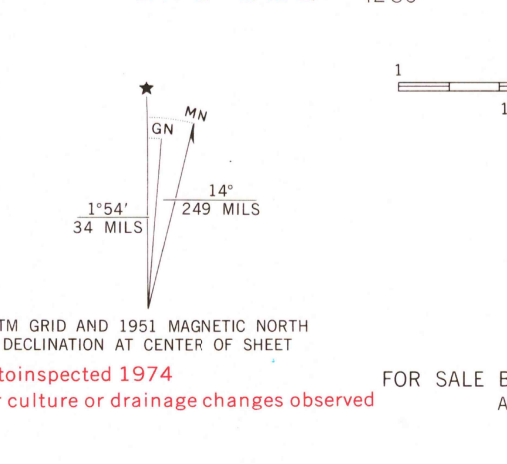 1
1
MN
GN
14°
249 MILS
1°54′
34 MILS
TM GRID AND 1951 MAGNETIC NORTH
DECLINATION AT CENTER OF SHEET
toinspected 1974
culture or drainage changes observed
FOR SALE B
A